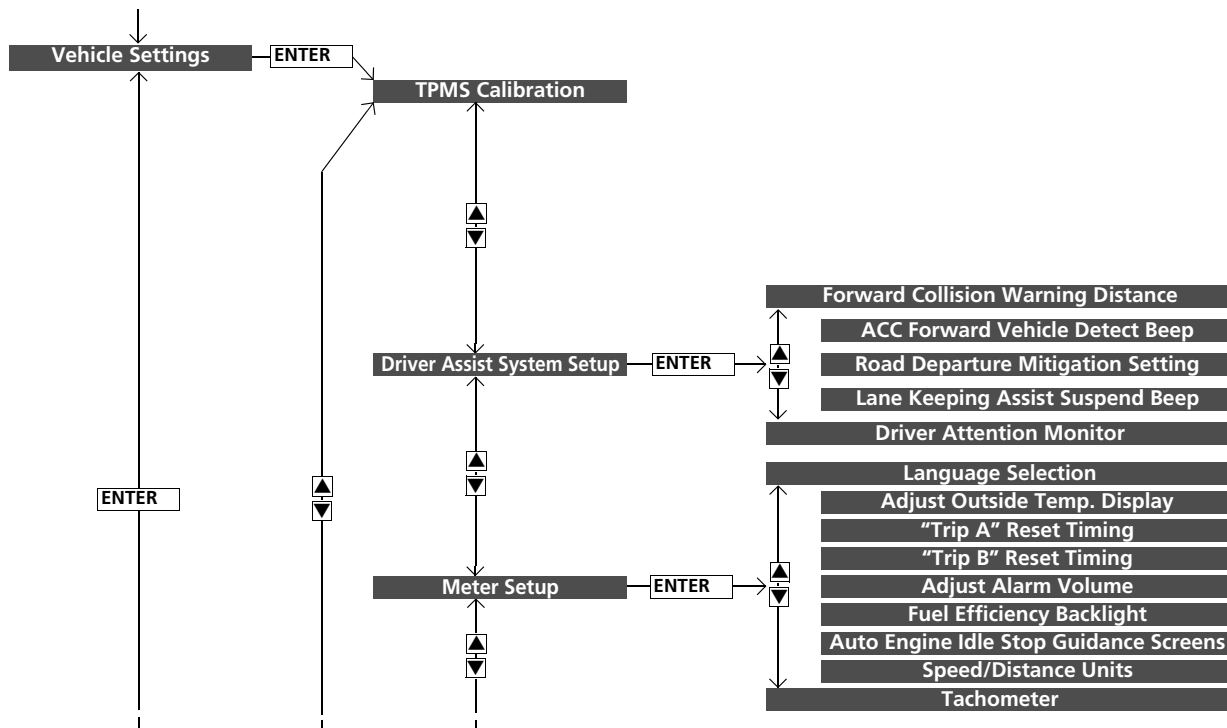 Vehicle Settings
ENTER
TPMS Calibration
Forward Collision Warning Distance
ACC Forward Vehicle Detect Beep
Driver Assist System Setup
ENTER
Road Departure Mitigation Setting
Lane Keeping Assist Suspend Beep
Driver Attention Monitor
Language Selection
ENTER
Adjust Outside Temp. Display
“Trip A” Reset Timing
“Trip B” Reset Timing
Meter Setup
ENTER
Adjust Alarm Volume
Fuel Efficiency Backlight
Auto Engine Idle Stop Guidance Screens
Speed/Distance Units
Tachometer